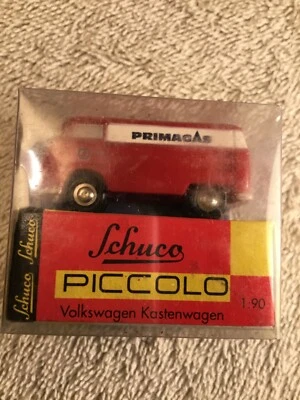 PRIMAGAS
Schuco
PICCOLO
1:90
Volkswagen Kastenwagen
Schuco
Schuco